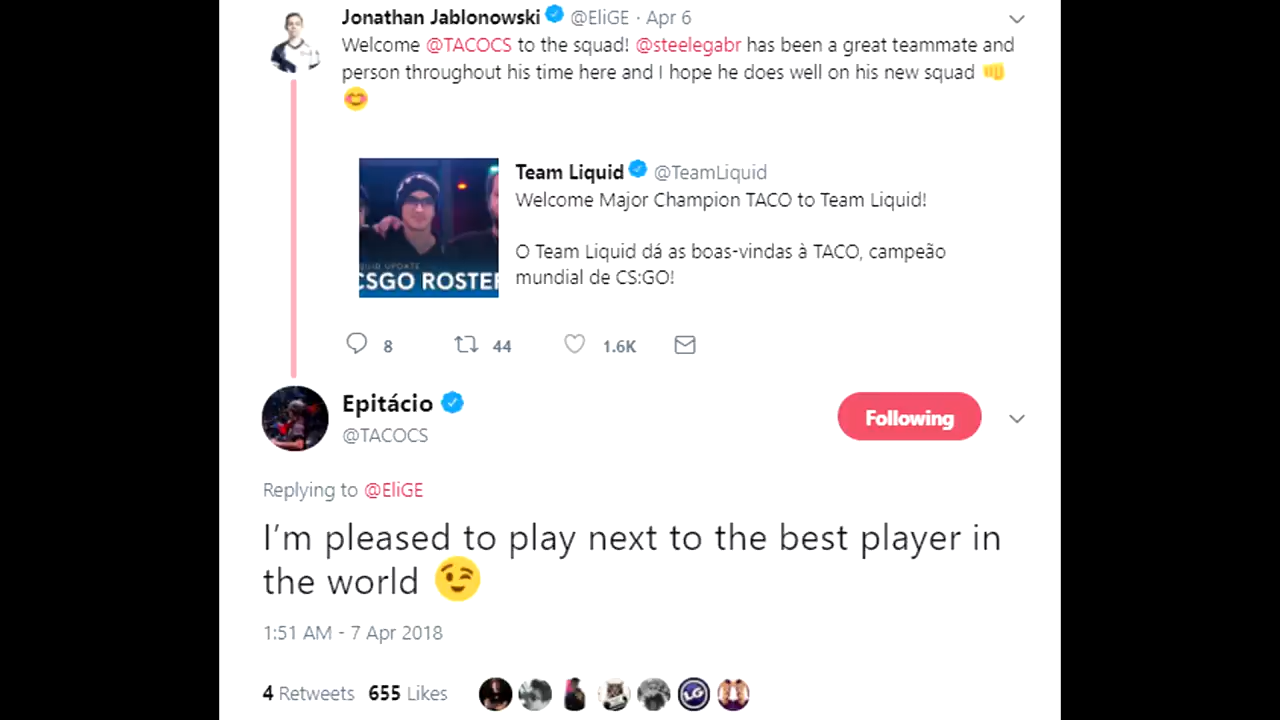 Jonathan Jablonowski @EliGE · Apr 6
Welcome @TACOCS to the squad! @steelegabr has been a great teammate and
person throughout his time here and I hope he does well on his new squad 👊
😊
Team Liquid @TeamLiquid
Welcome Major Champion TACO to Team Liquid!
O Team Liquid dá as boas-vindas à TACO, campeão
mundial de CS:GO!
QUID UPDATE
CSGO ROSTER
8 44 1.6K
Epitácio
@TACOCS
Following
Replying to @EliGE
I’m pleased to play next to the best player in
the world 😉
1:51 AM - 7 Apr 2018
4 Retweets 655 Likes
LG